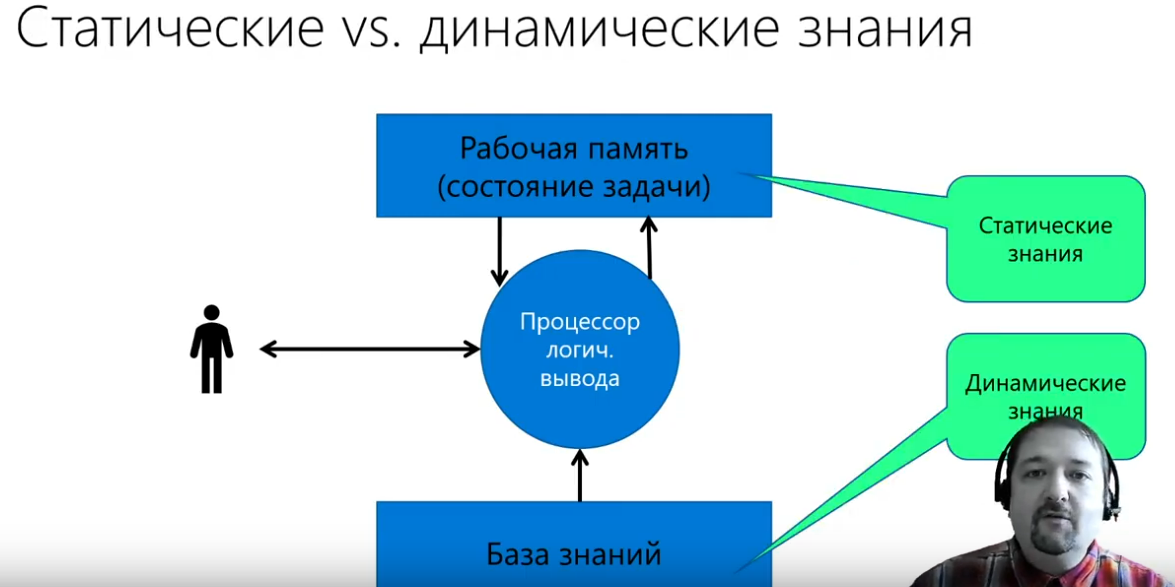 Статические vs. динамические знания
Рабочая память
(состояние задачи)
Статические
знания
Процессор
логич.
вывода
Динамические
знания
База знаний